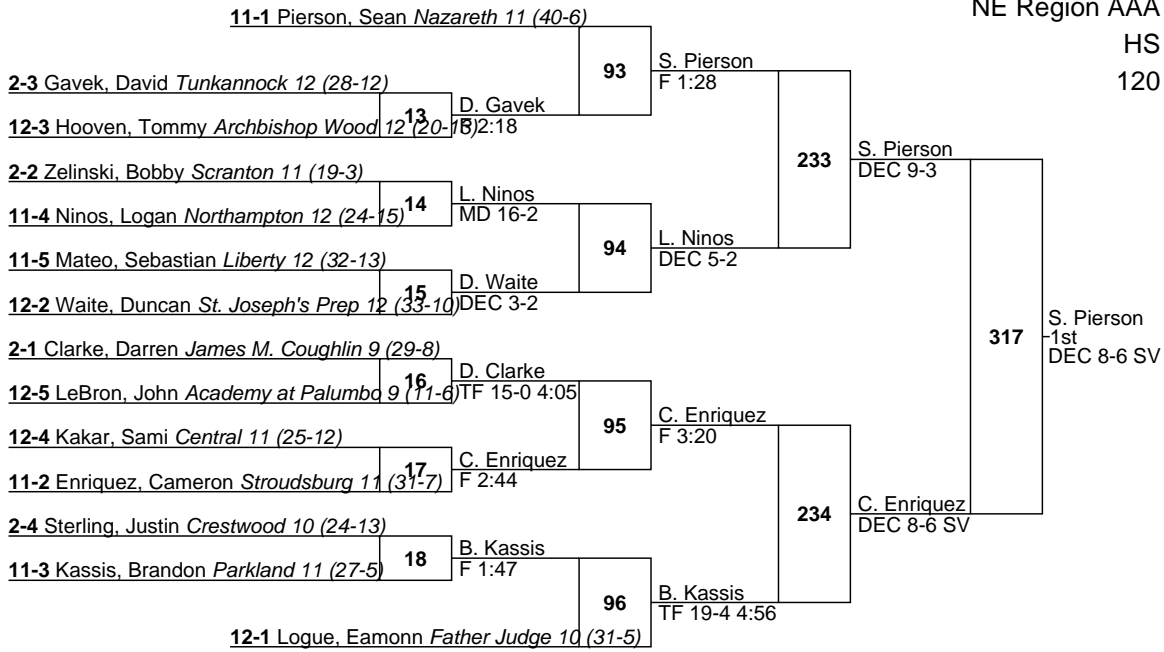 NE Region AAA
HS
120
11-1 Pierson, Sean Nazareth 11 (40-6)
93
S. Pierson
F 1:28
2-3 Gavek, David Tunkannock 12 (28-12)
13
D. Gavek
F 2:18
12-3 Hooven, Tommy Archbishop Wood 12 (20-13)
233
S. Pierson
DEC 9-3
2-2 Zelinski, Bobby Scranton 11 (19-3)
14
L. Ninos
MD 16-2
11-4 Ninos, Logan Northampton 12 (24-15)
94
L. Ninos
DEC 5-2
11-5 Mateo, Sebastian Liberty 12 (32-13)
15
D. Waite
DEC 3-2
12-2 Waite, Duncan St. Joseph's Prep 12 (33-10)
317
S. Pierson
1st
DEC 8-6 SV
2-1 Clarke, Darren James M. Coughlin 9 (29-8)
16
D. Clarke
TF 15-0 4:05
12-5 LeBron, John Academy at Palumbo 9 (11-6)
95
C. Enriquez
F 3:20
12-4 Kakar, Sami Central 11 (25-12)
17
C. Enriquez
F 2:44
11-2 Enriquez, Cameron Stroudsburg 11 (31-7)
234
C. Enriquez
DEC 8-6 SV
2-4 Sterling, Justin Crestwood 10 (24-13)
18
B. Kassis
F 1:47
11-3 Kassis, Brandon Parkland 11 (27-5)
96
B. Kassis
TF 19-4 4:56
12-1 Logue, Eamonn Father Judge 10 (31-5)